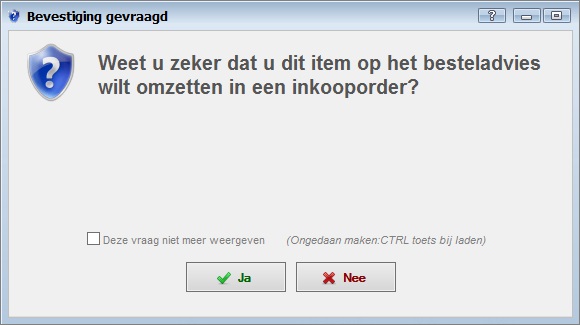 Bevestiging gevraagd
Weet u zeker dat u dit item op het besteladvies
wilt omzetten in een inkooporder?
Deze vraag niet meer weergeven (Ongedaan maken:CTRL toets bij laden)
Ja Nee